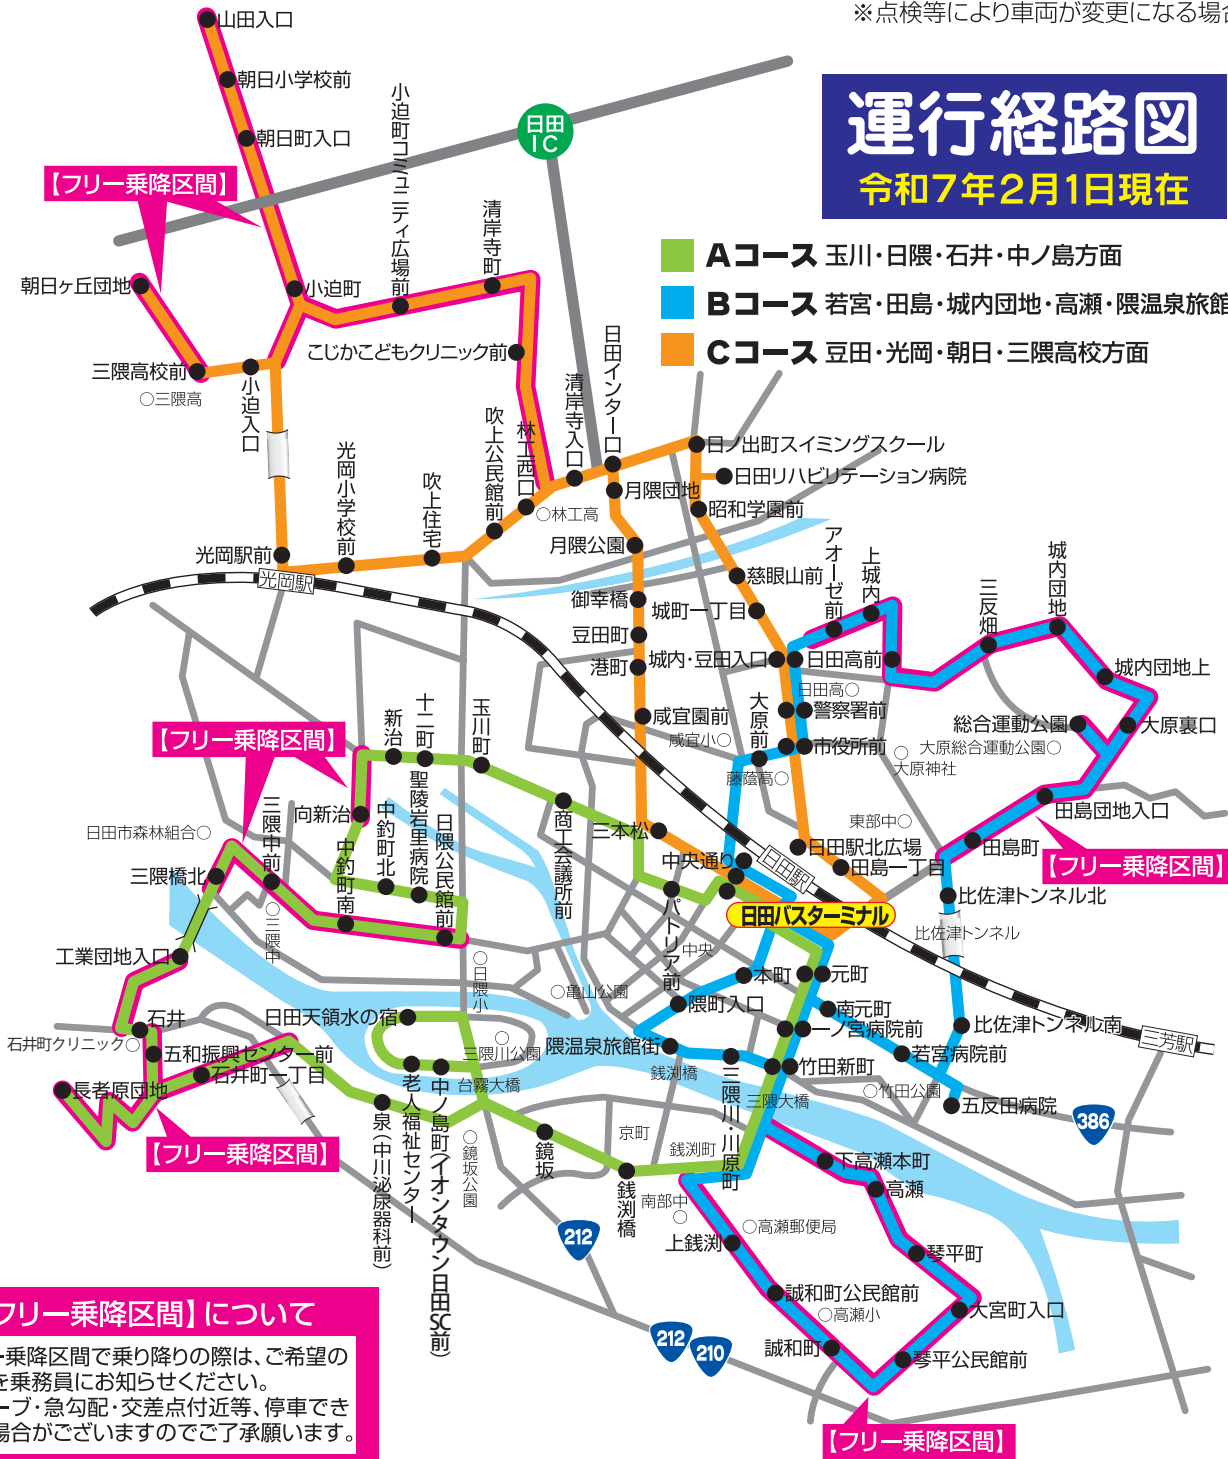 ※点検等により車両が変更になる場合
運行経路図
令和7年2月1日現在
Aコース 玉川・日隈・石井・中ノ島方面
Bコース 若宮・田島・城内団地・高瀬・隈温泉旅館
Cコース 豆田・光岡・朝日・三隈高校方面
山田入口
朝日小学校前
朝日町入口
【フリー乗降区間】
日田
IC
小迫町コミュニティ広場前
清岸寺町
朝日ヶ丘団地
小迫町
こじかこどもクリニック前
日田インター口
三隈高校前
○三隈高
小迫入口
清岸寺入口
吹上公民館前
林工西口
光岡小学校前
吹上住宅
日ノ出町スイミングスクール
日田リハビリテーション病院
月隈団地
昭和学園前
○林工高
月隈公園
光岡駅前
光岡駅
アオーゼ前
上城内
城内団地
三反畑
慈眼山前
御幸橋
城町一丁目
豆田町
港町
城内・豆田入口
日田高前
城内団地上
日田高○
大原前
警察署前
咸宜園前
咸宜小○
市役所前
総合運動公園
大原裏口
大原総合運動公園○
○
大原神社
藤蔭高○
新治
十二町
玉川町
【フリー乗降区間】
聖陵岩里病院
向新治
中釣町北
日隈公民館前
三隈中前
日田市森林組合○
中釣町南
商工会議所前
三本松
東部中○
田島団地入口
日田駅北広場
田島町
中央通り
日田駅
田島一丁目
【フリー乗降区間】
三隈橋北
比佐津トンネル北
日田バスターミナル
パトリア前
比佐津トンネル
○三隈中
工業団地入口
中央
○日隈小
本町
元町
○亀山公園
隈町入口
南元町
石井
日田天領水の宿
一ノ宮病院前
比佐津トンネル南
三芳駅
石井町クリニック○
五和振興センター前
○
三隈川公園
隈温泉旅館街
若宮病院前
石井町一丁目
長者原団地
台霧大橋
銭渕橋
竹田新町
○竹田公園
三隈大橋
五反田病院
386
泉(中川泌尿器科前)
老人福祉センター
中ノ島町(イオンタウン日田SC前)
三隈川・川原町
京町
○鏡坂公園
鏡坂
銭渕町
【フリー乗降区間】
下高瀬本町
高瀬
銭渕橋
南部中
○
○高瀬郵便局
212
上銭渕
琴平町
誠和町公民館前
○高瀬小
大宮町入口
212
210
誠和町
琴平公民館前
【フリー乗降区間】
フリー乗降区間】について
ー乗降区間で乗り降りの際は、ご希望の
を乗務員にお知らせください。
ーブ・急勾配・交差点付近等、停車でき
場合がございますのでご了承願います。